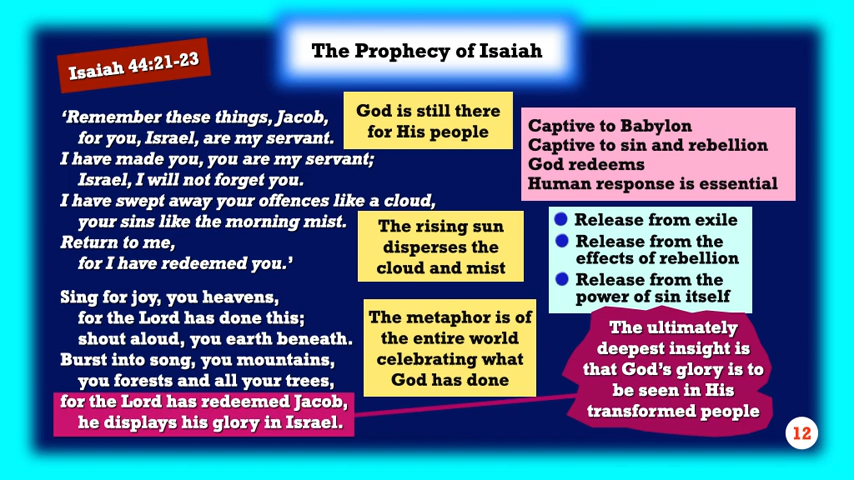 The Prophecy of Isaiah
Isaiah 44:21-23
‘Remember these things, Jacob,
for you, Israel, are my servant.
I have made you, you are my servant;
Israel, I will not forget you.
I have swept away your offences like a cloud,
your sins like the morning mist.
Return to me,
for I have redeemed you.’
Sing for joy, you heavens,
for the Lord has done this;
shout aloud, you earth beneath.
Burst into song, you mountains,
you forests and all your trees,
for the Lord has redeemed Jacob,
he displays his glory in Israel.
God is still there
for His people
The rising sun
disperses the
cloud and mist
The metaphor is of
the entire world
celebrating what
God has done
Captive to Babylon
Captive to sin and rebellion
God redeems
Human response is essential
Release from exile
Release from the
effects of rebellion
Release from the
power of sin itself
The ultimately
deepest insight is
that God’s glory is to
be seen in His
transformed people
12